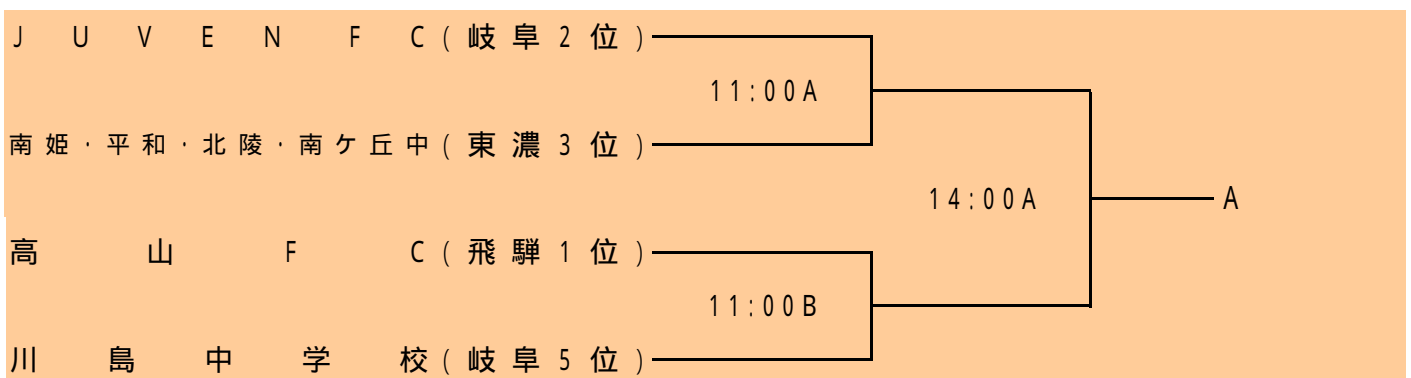 JUVEN FC(岐阜2位)
11:00A
南姫・平和・北陵・南ケ丘中(東濃3位)
14:00A
A
高山FC(飛騨1位)
11:00B
川島中学校(岐阜5位)